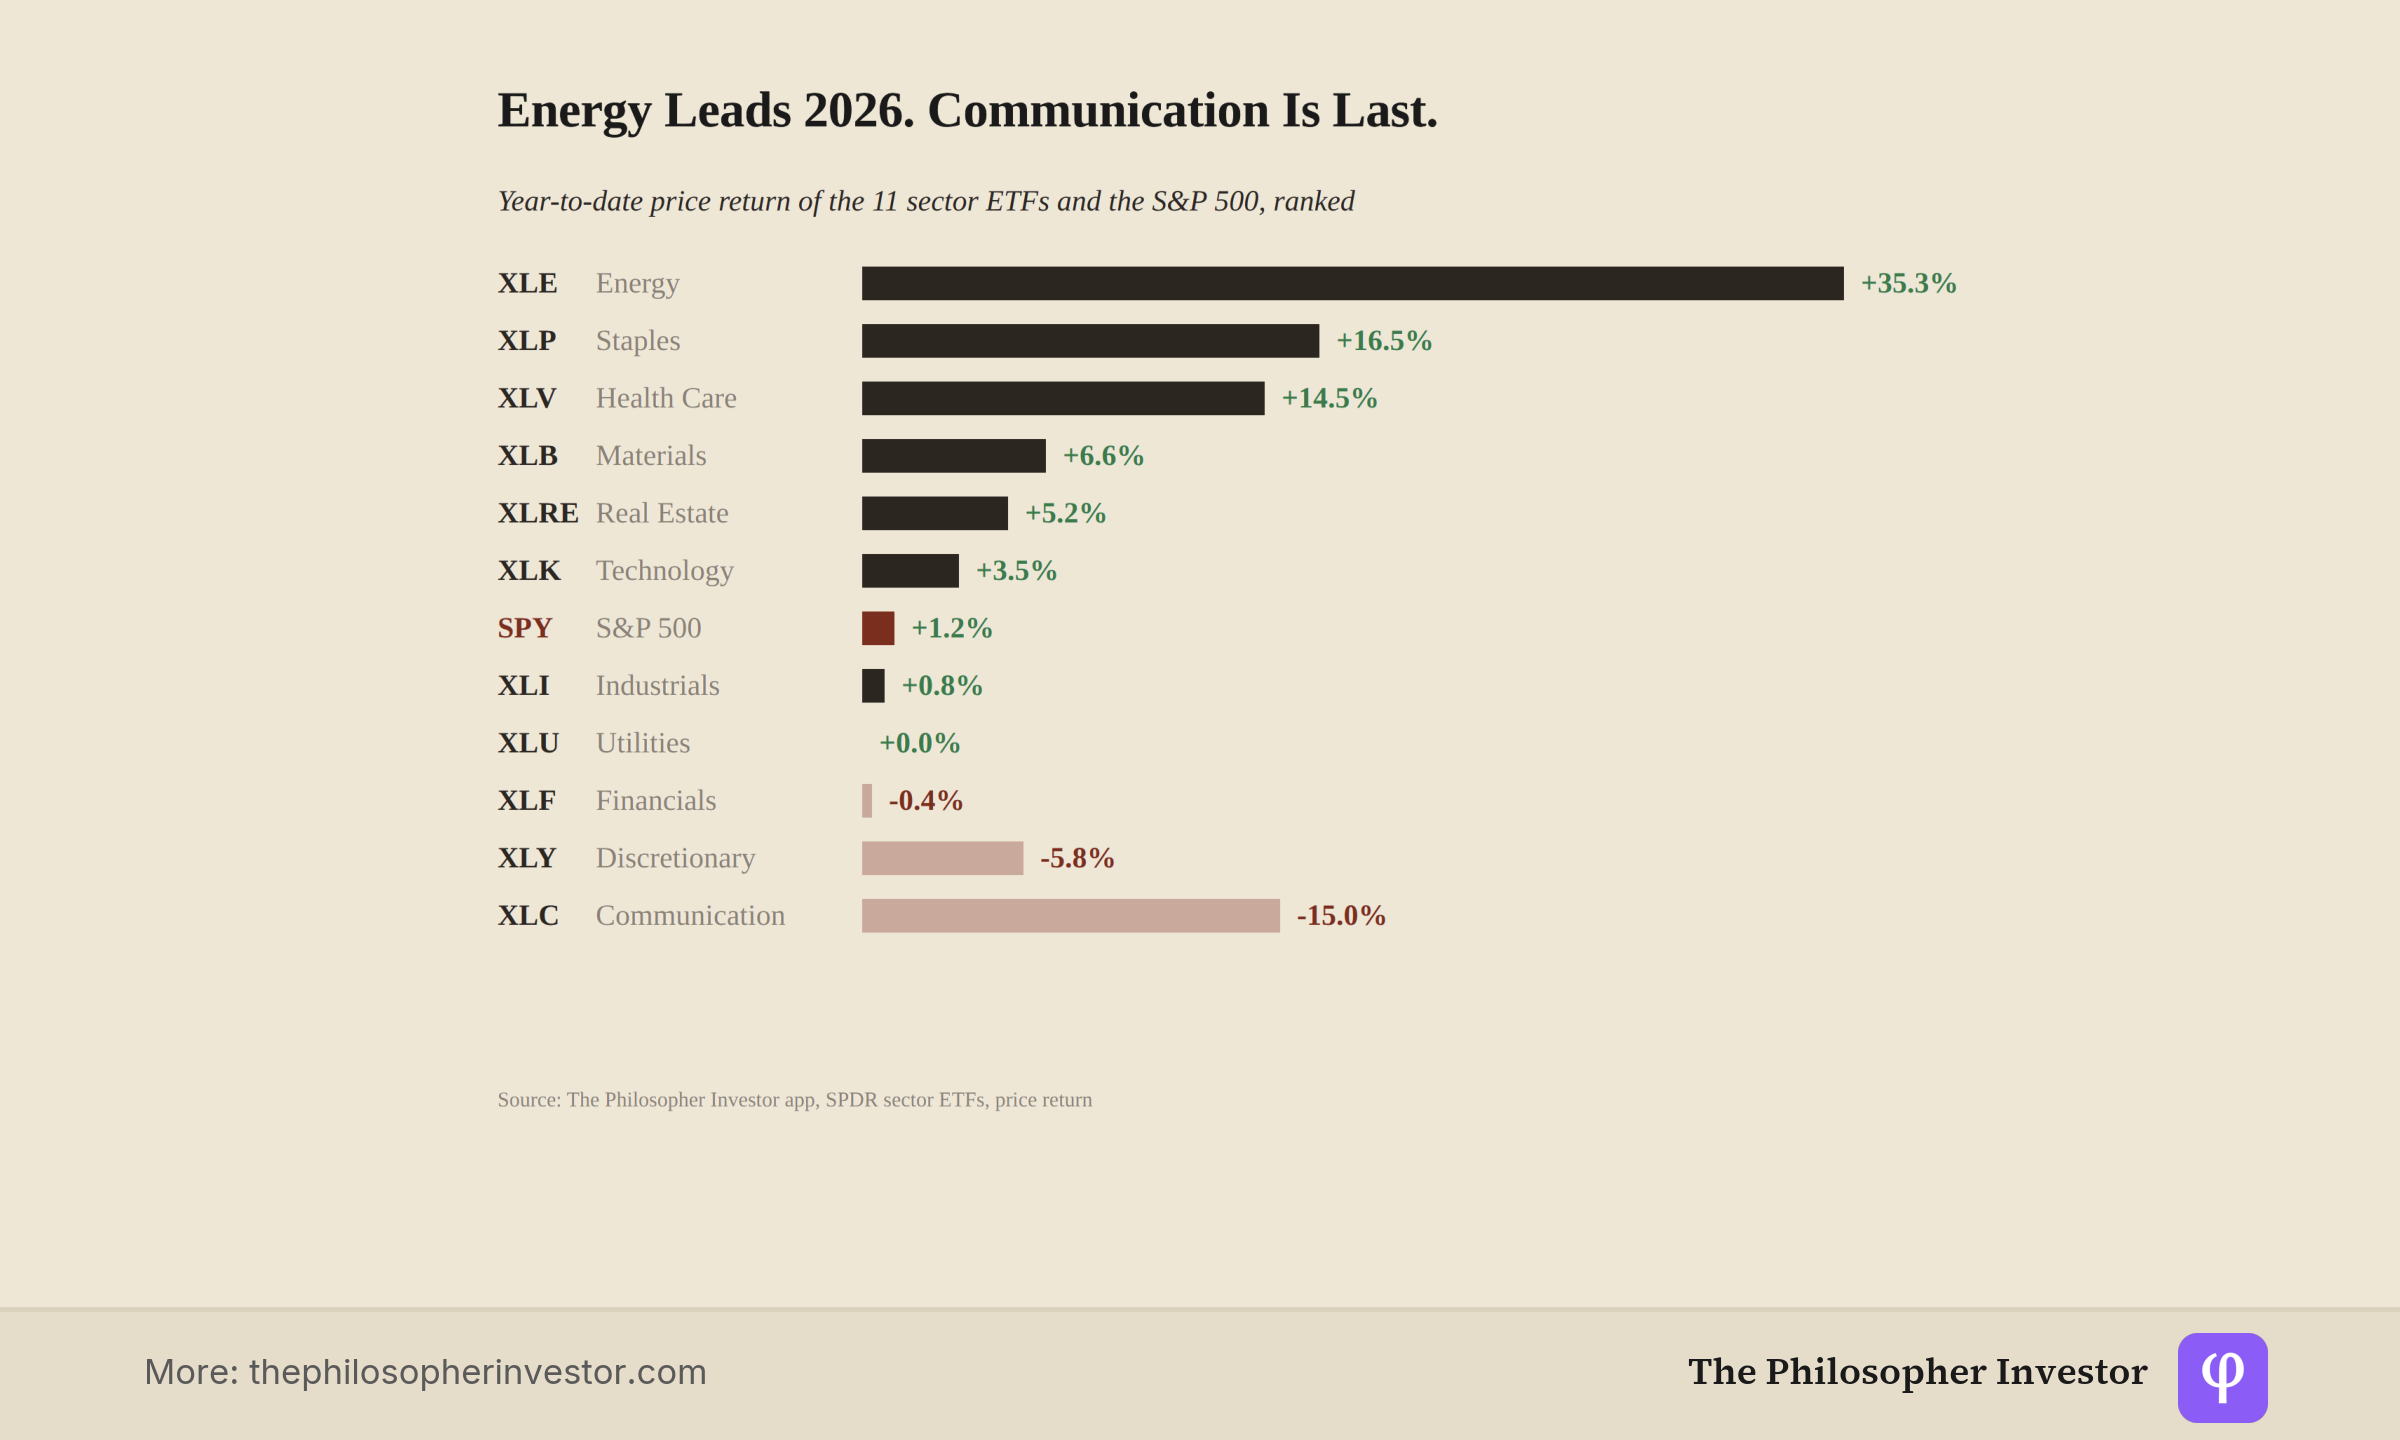 Energy Leads 2026. Communication Is Last.
Year-to-date price return of the 11 sector ETFs and the S&P 500, ranked
XLE Energy +35.3%
XLP Staples +16.5%
XLV Health Care +14.5%
XLB Materials +6.6%
XLRE Real Estate +5.2%
XLK Technology +3.5%
SPY S&P 500 +1.2%
XLI Industrials +0.8%
XLU Utilities +0.0%
XLF Financials -0.4%
XLY Discretionary -5.8%
XLC Communication -15.0%
Source: The Philosopher Investor app, SPDR sector ETFs, price return
More: thephilosopherinvestor.com
The Philosopher Investor φ